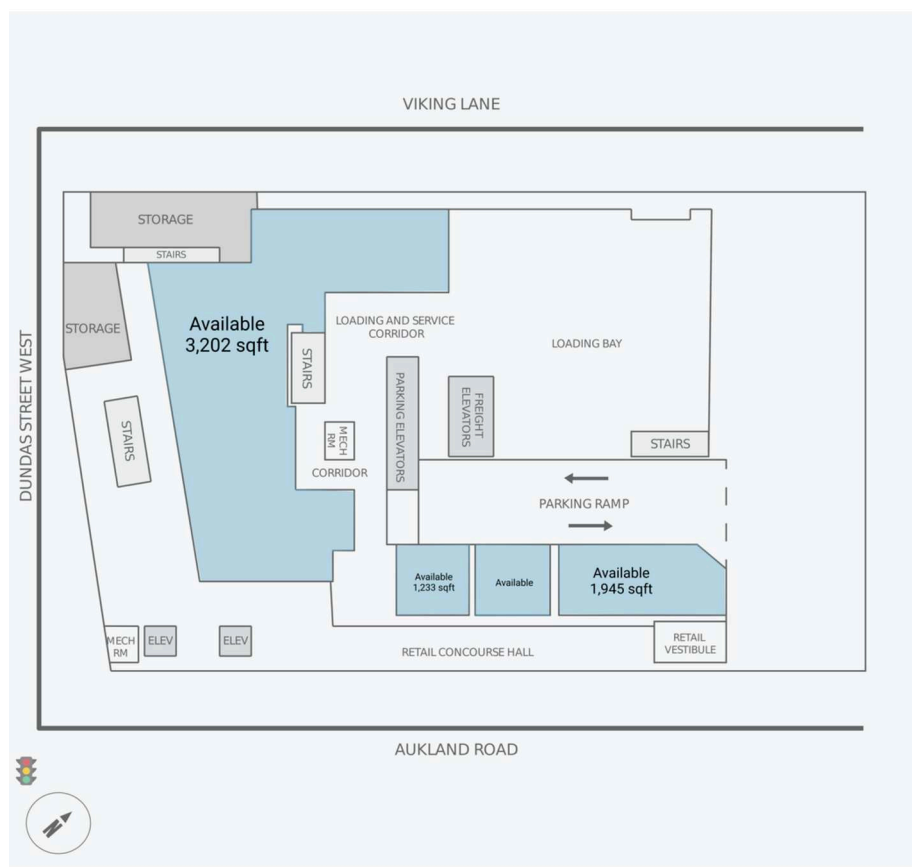 VIKING LANE
STORAGE
STAIRS
STORAGE
Available
3,202 sqft
LOADING AND SERVICE
CORRIDOR
LOADING BAY
STAIRS
DUNDAS STREET WEST
STAIRS
PARKING ELEVATORS
FREIGHT
ELEVATORS
MECH
RM
CORRIDOR
STAIRS
PARKING RAMP
Available
1,233 sqft
Available
Available
1,945 sqft
MECH
RM
ELEV
ELEV
RETAIL CONCOURSE HALL
RETAIL
VESTIBULE
AUKLAND ROAD
N